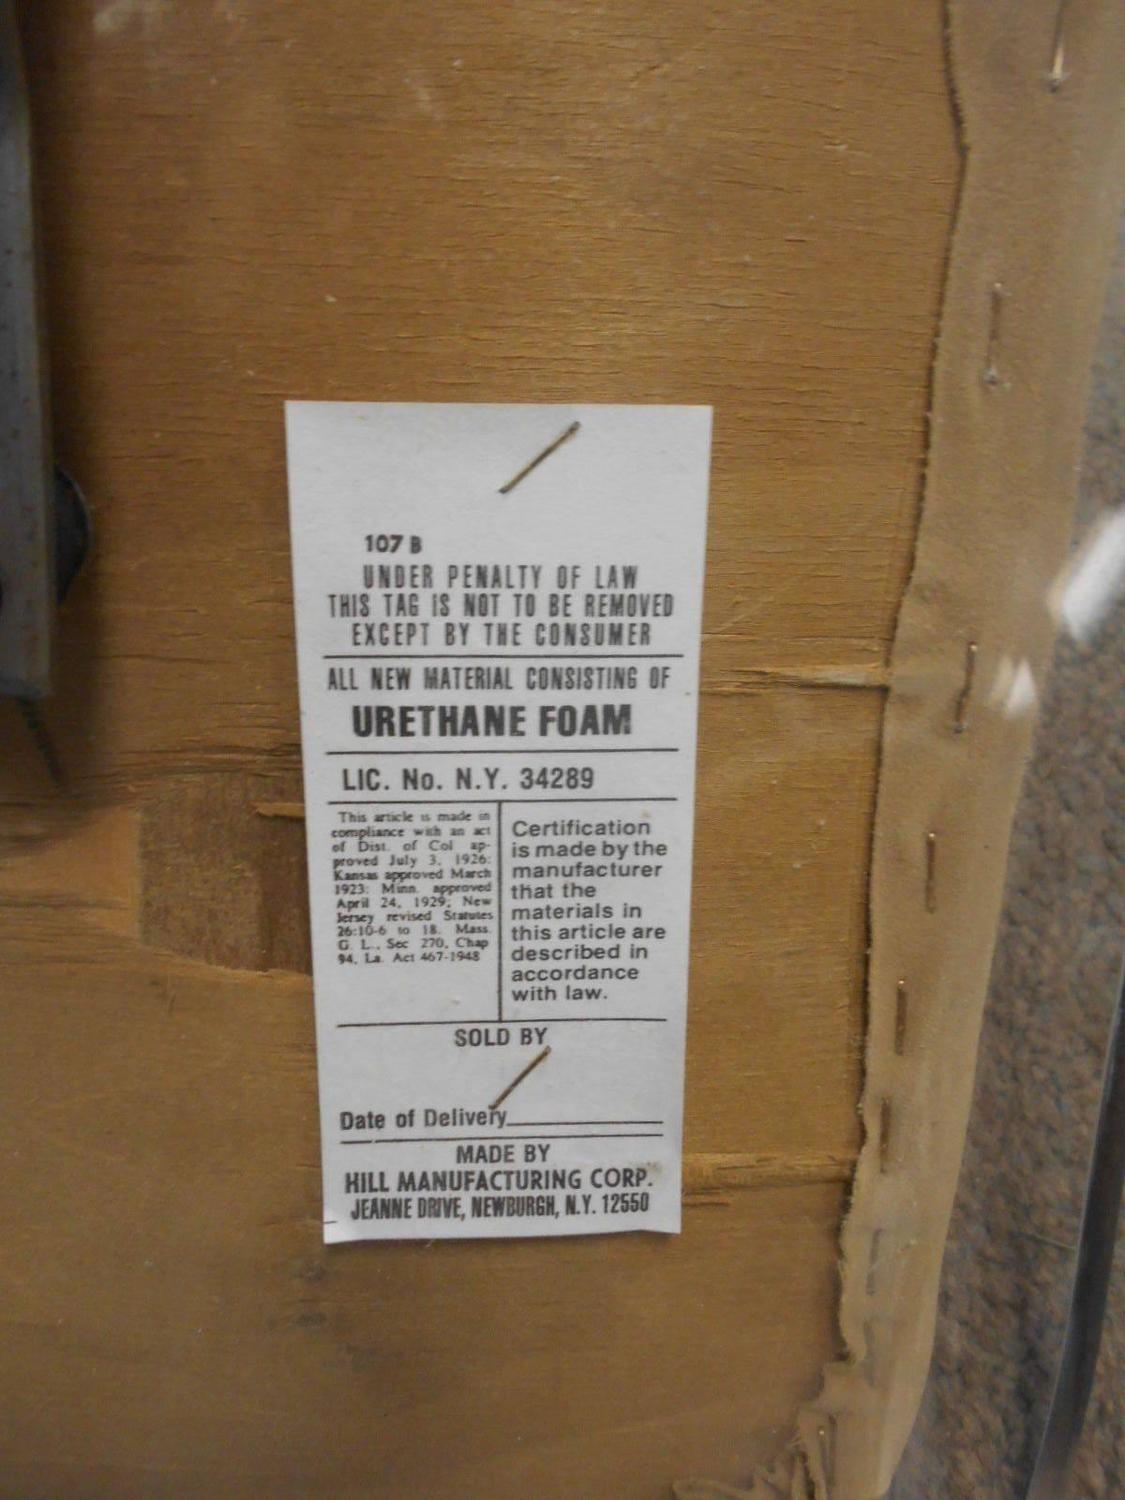 107 B
UNDER PENALTY OF LAW
THIS TAG IS NOT TO BE REMOVED
EXCEPT BY THE CONSUMER
ALL NEW MATERIAL CONSISTING OF
URETHANE FOAM
LIC. No. N.Y. 34289
This article is made in
compliance with an act
of Dist. of Col ap-
proved July 3, 1926;
Kansas approved March
1923; Minn. approved
April 24, 1929; New
Jersey revised Statutes
26:10-6 to 18. Mass.
G. L., Sec 270, Chap
94, La. Act 467-1948
Certification
is made by the
manufacturer
that the
materials in
this article are
described in
accordance
with law.
SOLD BY
Date of Delivery
MADE BY
HILL MANUFACTURING CORP.
JEANNE DRIVE, NEWBURGH, N.Y. 12550